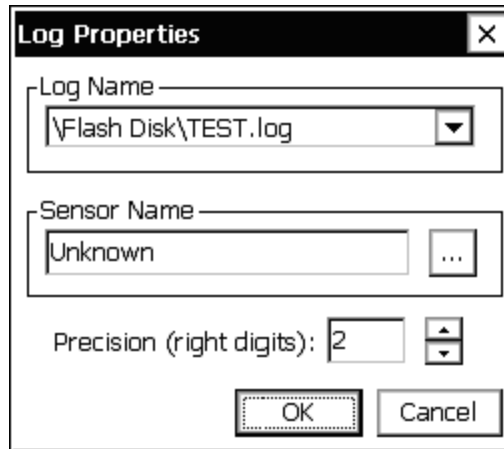 Log Properties
Log Name
\Flash Disk\TEST.log
Sensor Name
Unknown
...
Precision (right digits): 2
OK Cancel